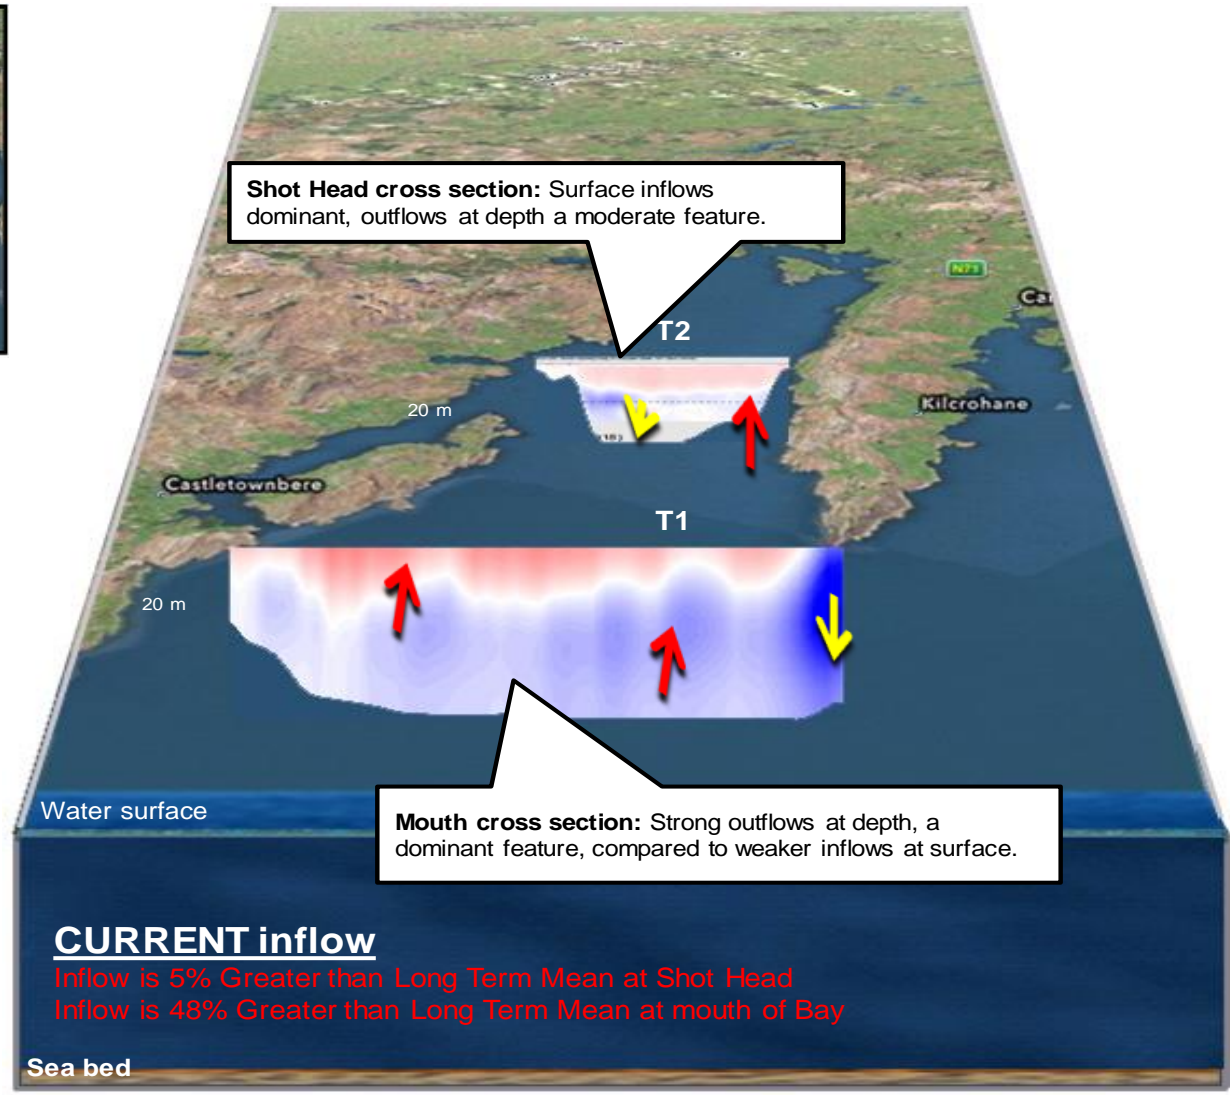 Shot Head cross section: Surface inflows
dominant, outflows at depth a moderate feature.
N71
T2
20 m
Kilcrohane
Castletownbere
T1
20 m
Water surface
Mouth cross section: Strong outflows at depth, a
dominant feature, compared to weaker inflows at surface.
CURRENT inflow
Inflow is 5% Greater than Long Term Mean at Shot Head
Inflow is 48% Greater than Long Term Mean at mouth of Bay
Sea bed